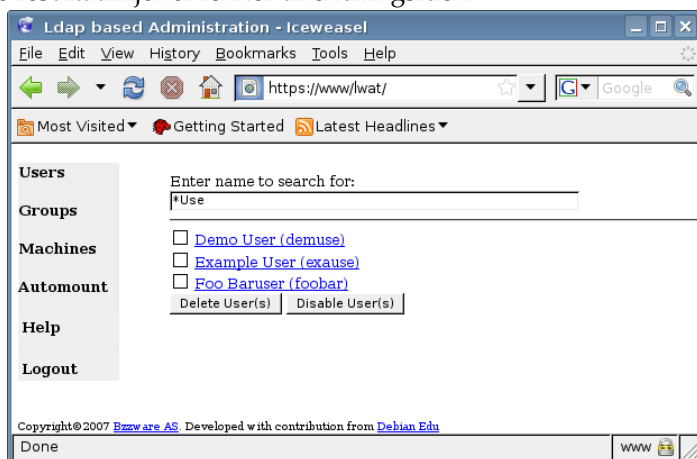 Ldap based Administration - Iceweasel
File Edit View History Bookmarks Tools Help
https://www/lwat/
G Google
Most Visited Getting Started Latest Headlines
Users
Groups
Machines
Automount
Help
Logout
Enter name to search for:
*Use
Demo User (demuse)
Example User (exause)
Foo Baruser (foobar)
Delete User(s) Disable User(s)
Copyright©2007 Bzzware AS. Developed with contribution from Debian Edu
Done www